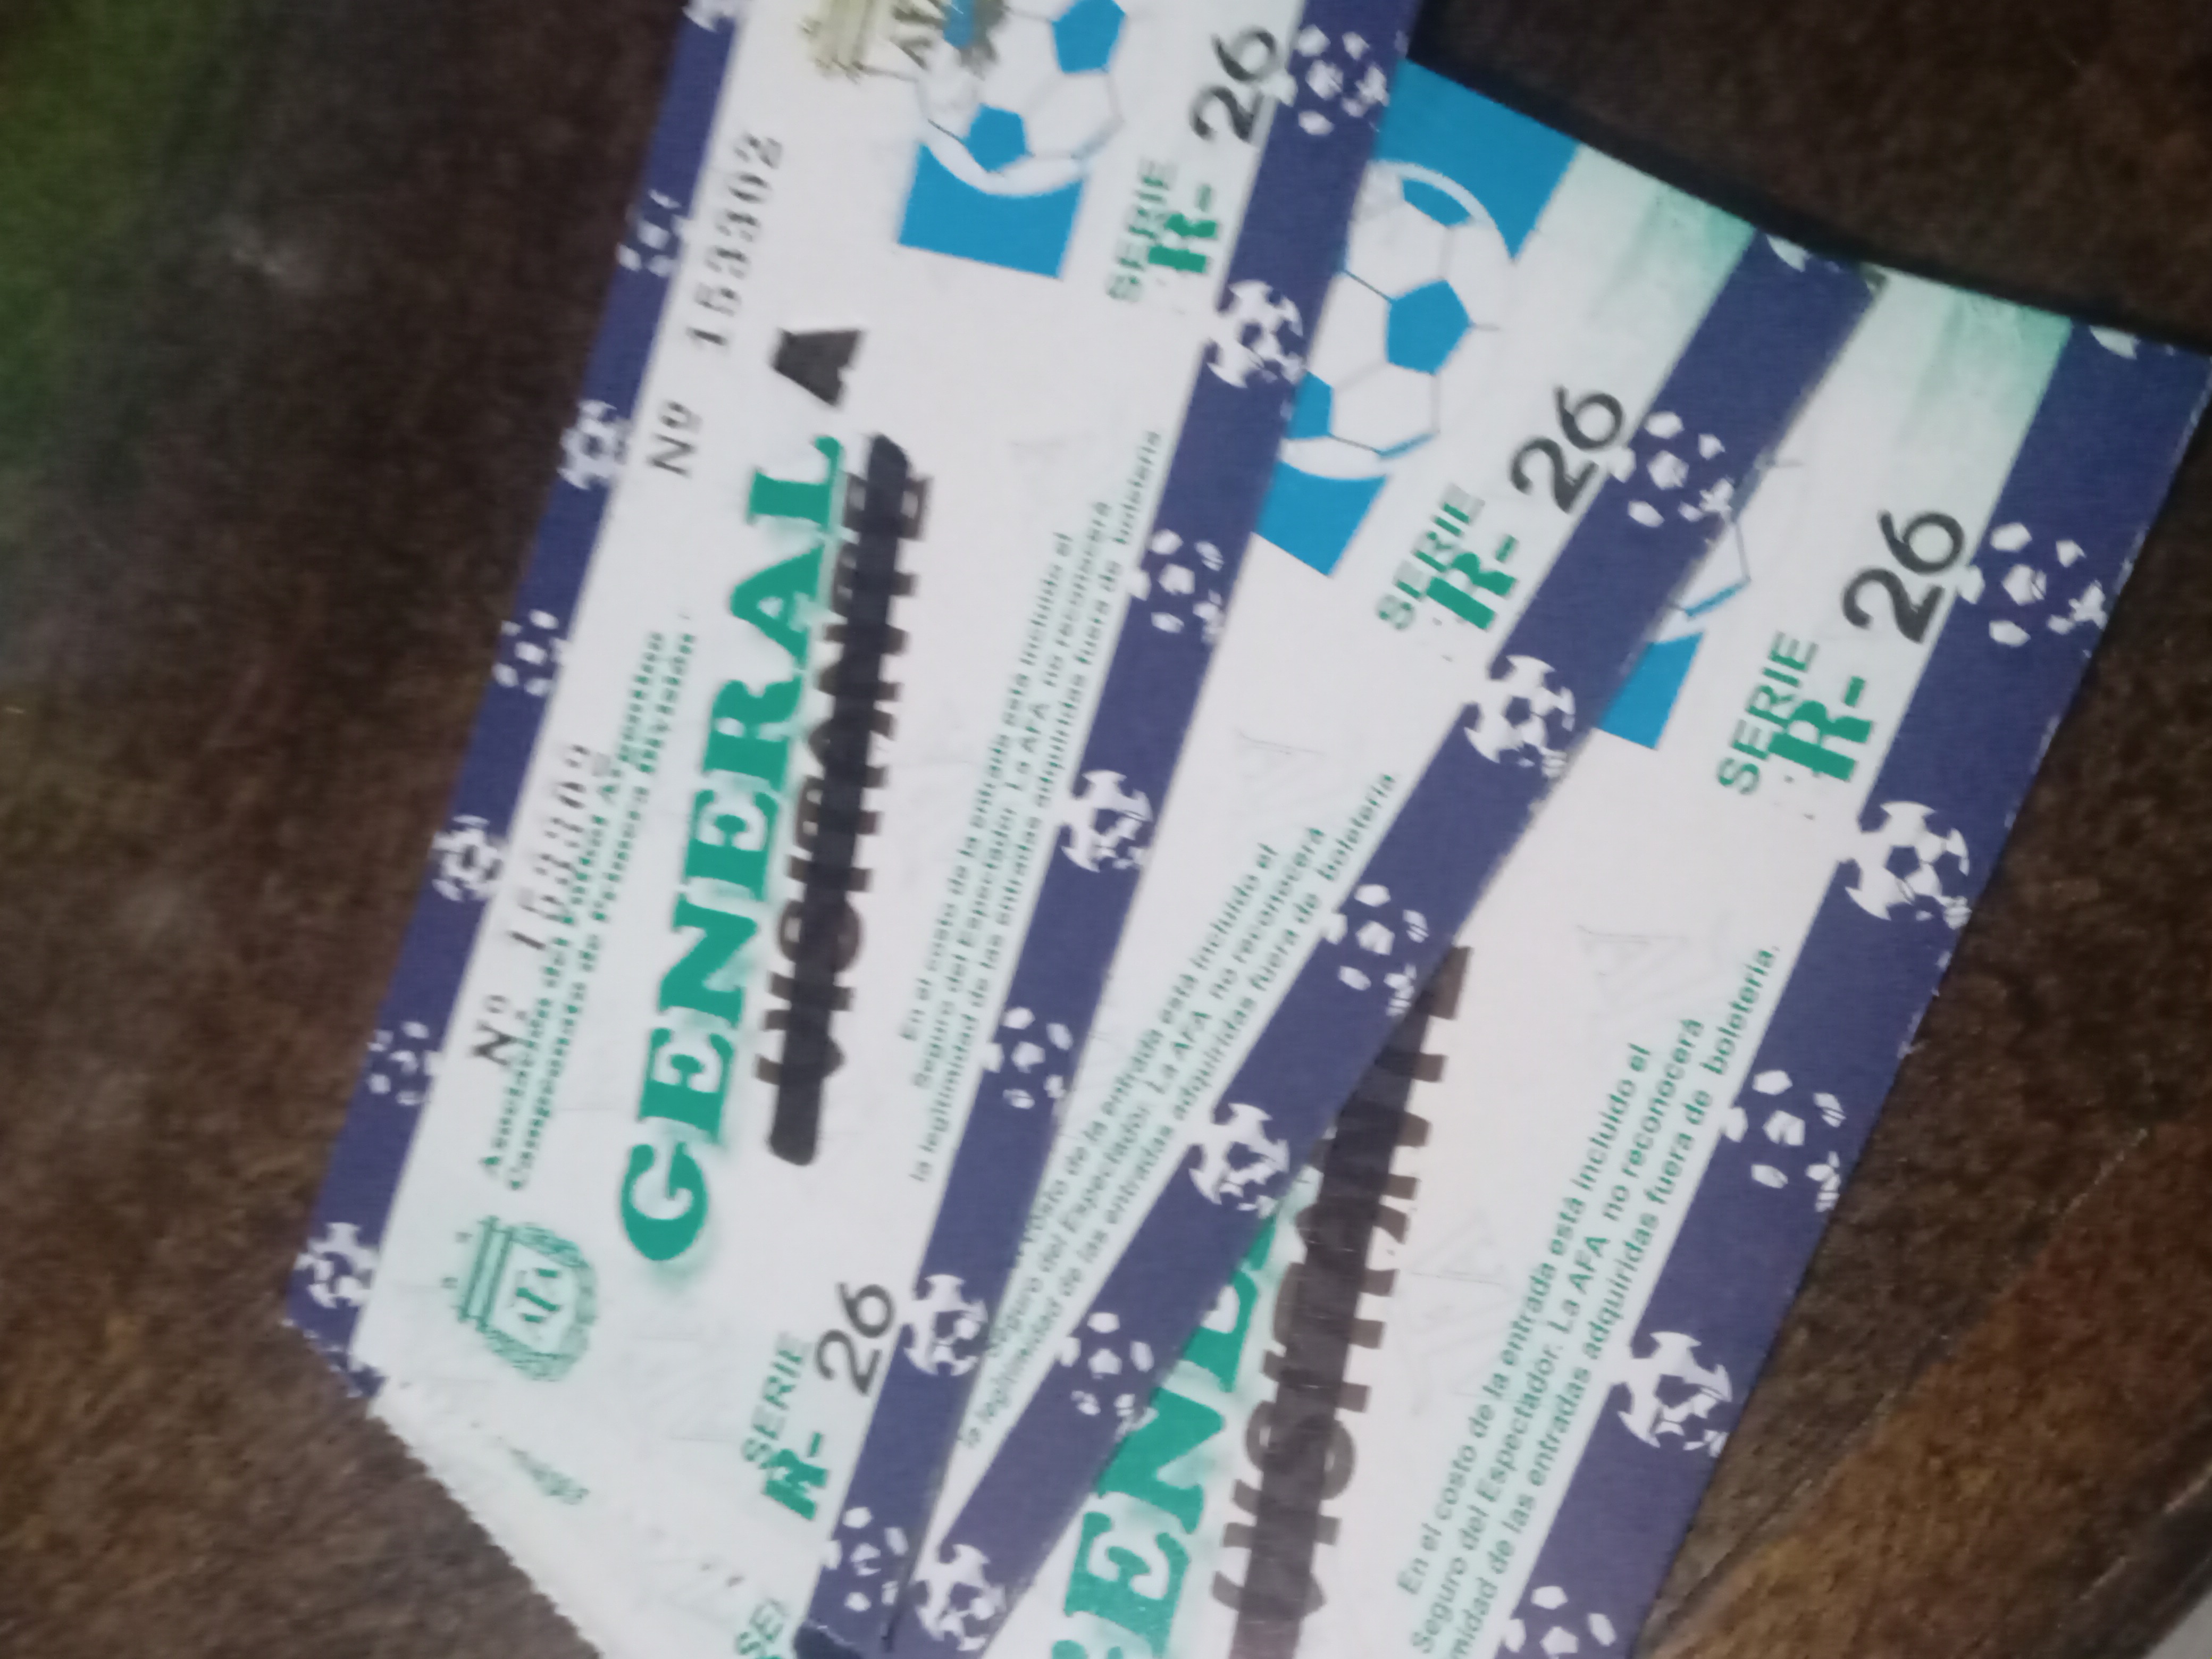 Nº 153302
Asociación del Fútbol Argentino
Campeonato de Primera División
AFA
GENERAL A
VISITANTE
Nº 153302
SERIE
R- 26
En el costo de la entrada está incluido el
Seguro del Espectador. La AFA no reconocerá
la legitimidad de las entradas adquiridas fuera de boletería
SERIE
R- 26
costo de la entrada está incluido el
Seguro del Espectador. La AFA no reconocerá
la legitimidad de las entradas adquiridas fuera de boletería
SERIE
R- 26
GENE
VISITANTE
En el costo de la entrada está incluido el
Seguro del Espectador. La AFA no reconocerá
midad de las entradas adquiridas fuera de boletería.
SERIE
R- 26